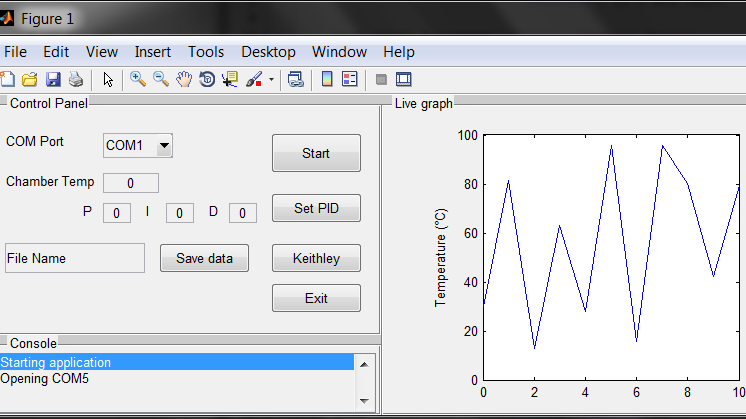 Figure 1
File Edit View Insert Tools Desktop Window Help
Control Panel
COM Port COM1 Start
Chamber Temp 0
P 0 I 0 D 0 Set PID
File Name Save data Keithley
Exit
Console
Starting application
Opening COM5
Live graph
100
80
60
40
20
0
Temperature (°C)
0 2 4 6 8 10